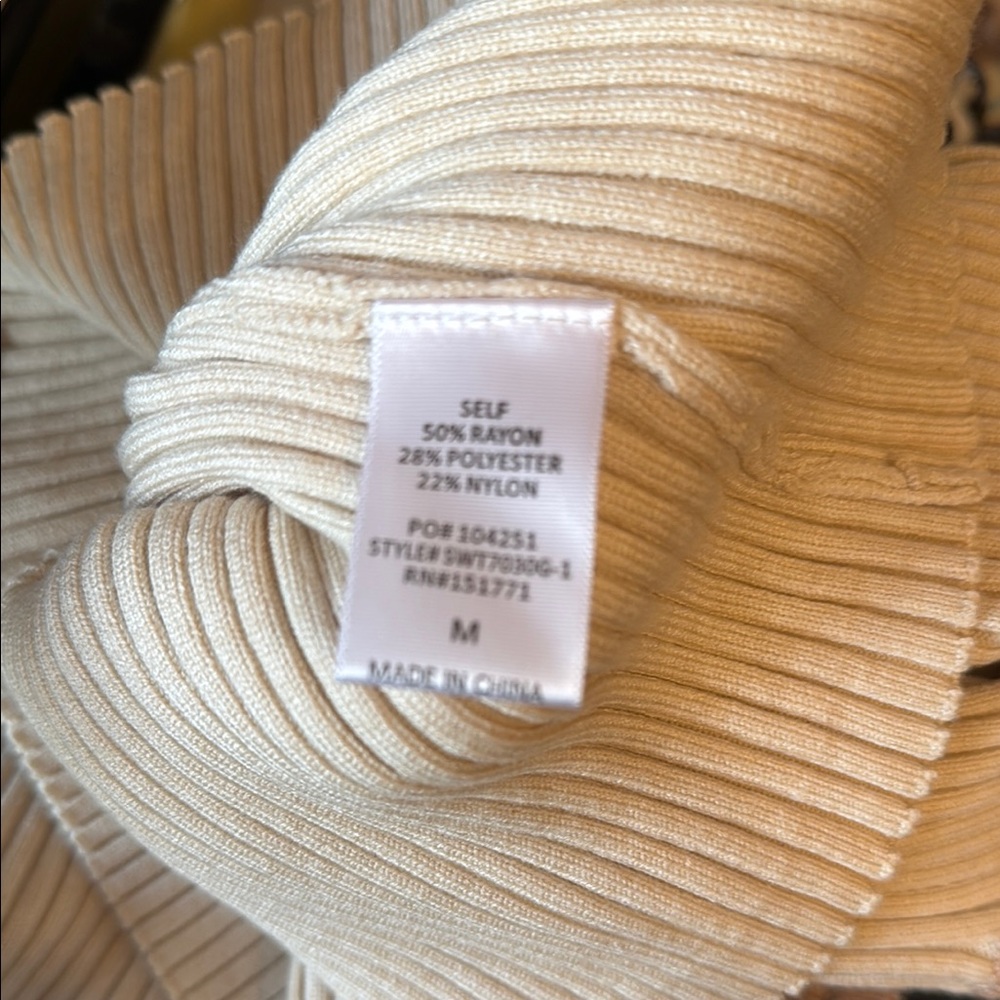 SELF
50% RAYON
28% POLYESTER
22% NYLON
PO# 104251
STYLE# SWT7030G-1
RN#151771
M
MADE IN CHINA